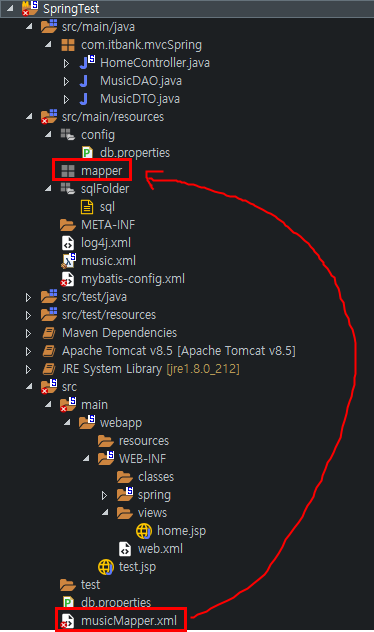 SpringTest
src/main/java
com.itbank.mvcSpring
HomeController.java
MusicDAO.java
MusicDTO.java
src/main/resources
config
db.properties
mapper
sqlFolder
sql
META-INF
log4j.xml
music.xml
mybatis-config.xml
src/test/java
src/test/resources
Maven Dependencies
Apache Tomcat v8.5 [Apache Tomcat v8.5]
JRE System Library [jre1.8.0_212]
src
main
webapp
resources
WEB-INF
classes
spring
views
home.jsp
web.xml
test.jsp
test
db.properties
musicMapper.xml